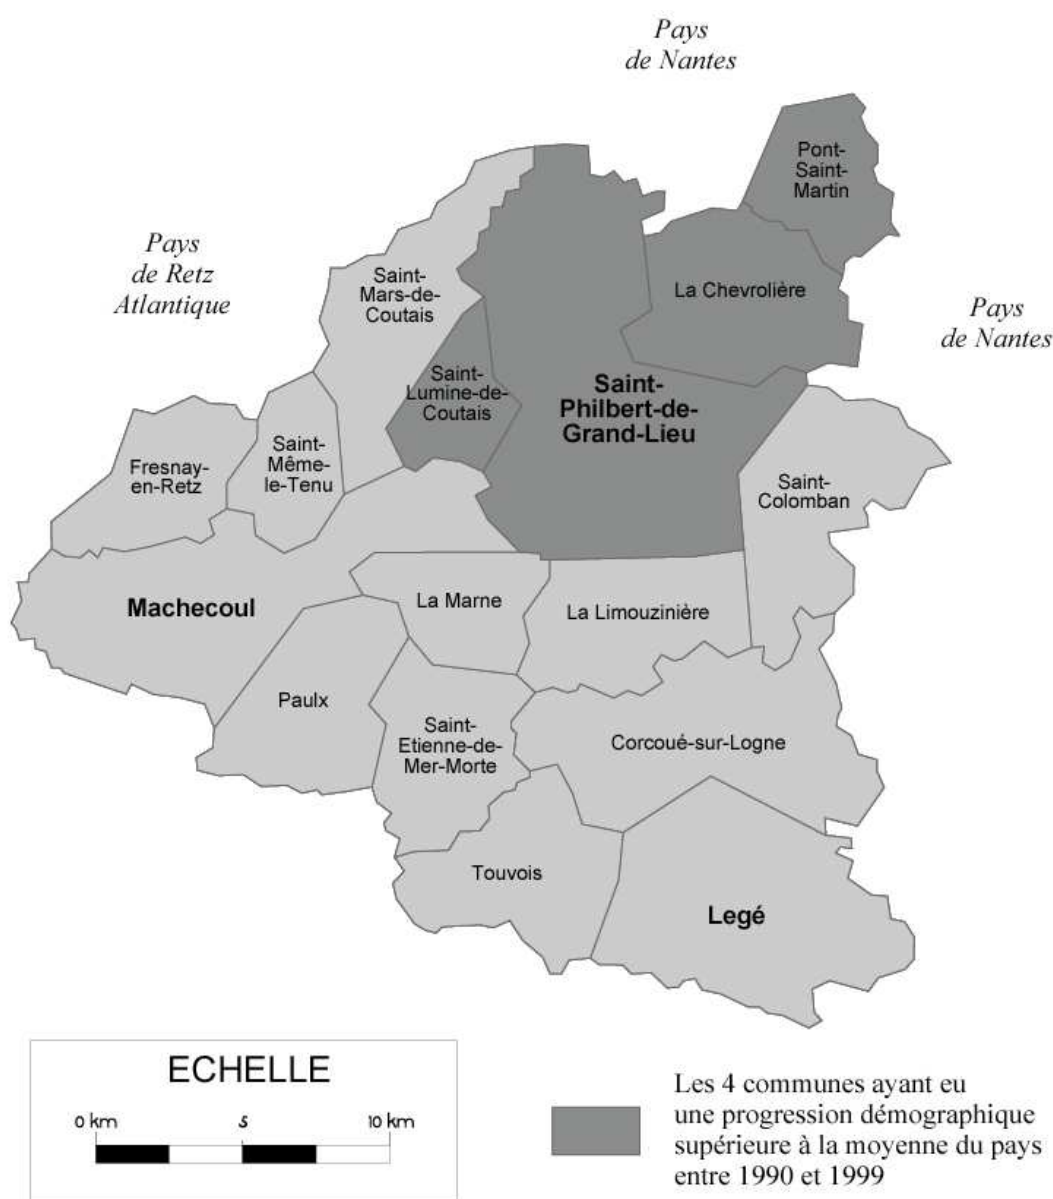 Pays
de Nantes
Pont-
Saint-
Martin
Pays
de Retz
Atlantique
Saint-
Mars-de-
Coutais
La Chevrolière
Pays
de Nantes
Saint-
Lumine-de-
Coutais
Saint-
Philbert-de-
Grand-Lieu
Fresnay-
en-Retz
Saint-
Même-
le-Tenu
Saint-
Colomban
Machecoul
La Marne
La Limouzinière
Paulx
Saint-
Etienne-de-
Mer-Morte
Corcoué-sur-Logne
Touvois
Legé
ECHELLE
0 km
5
10 km
Les 4 communes ayant eu
une progression démographique
supérieure à la moyenne du pays
entre 1990 et 1999